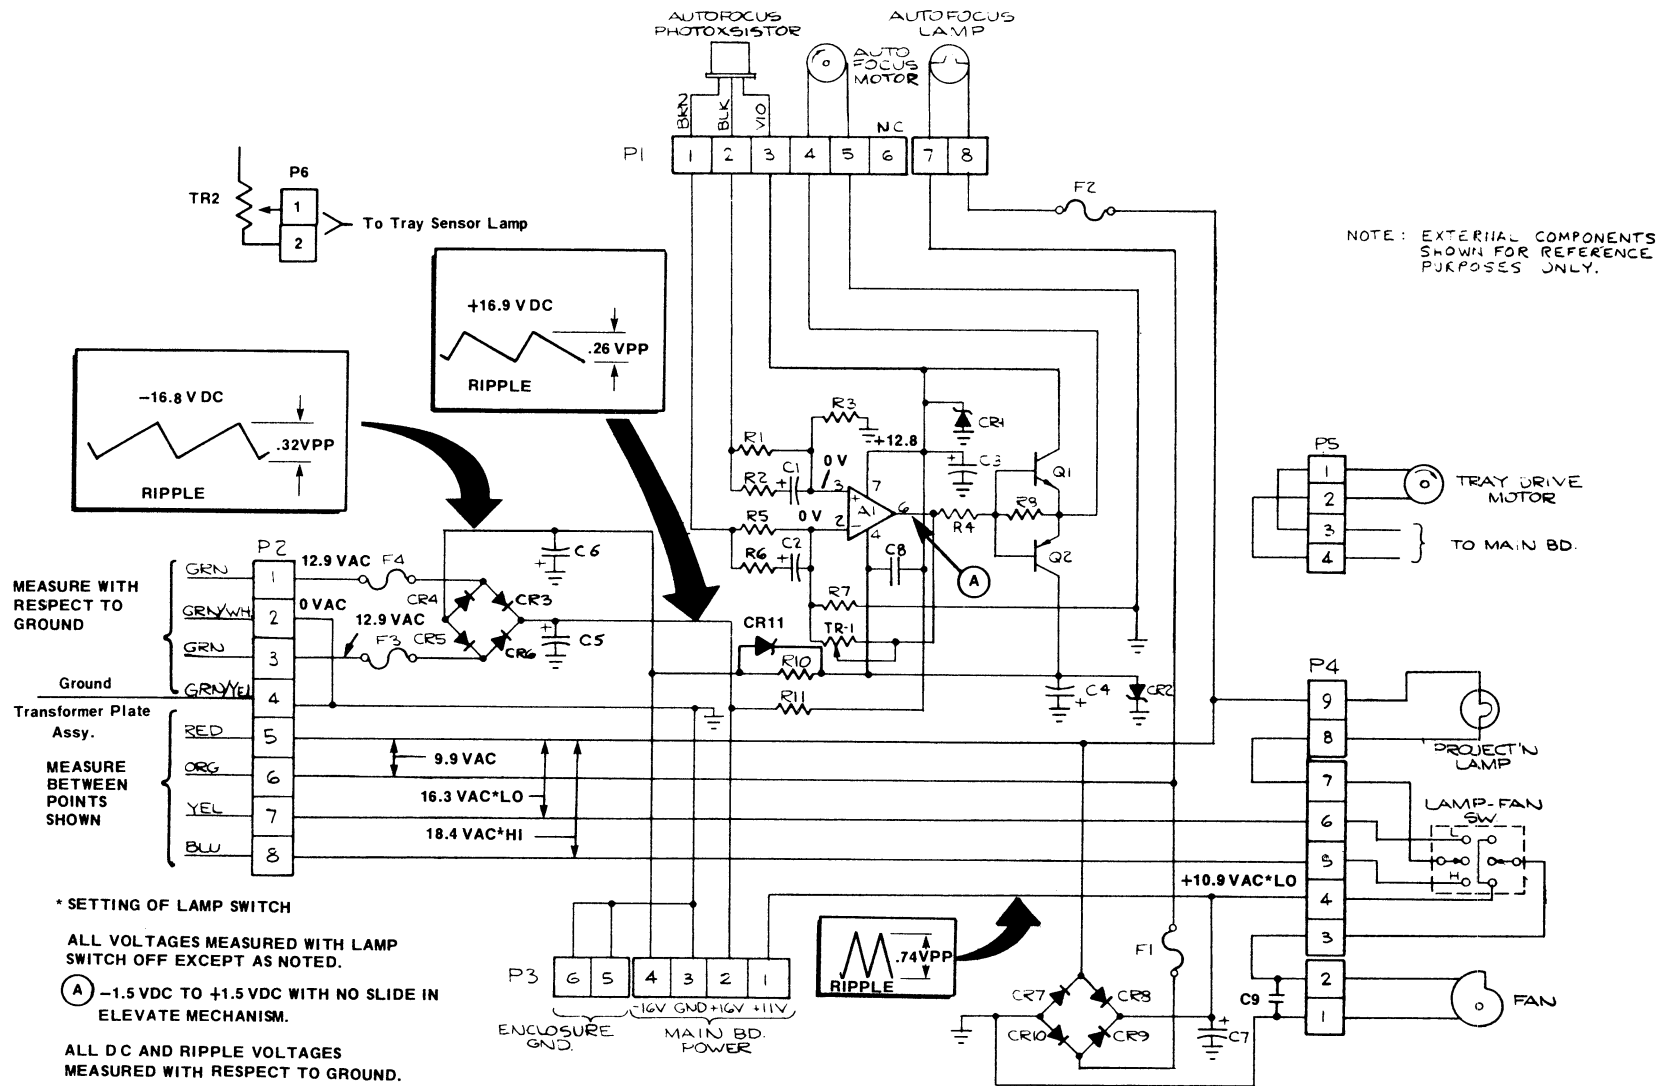 AUTOFOCUS
PHOTOXSISTOR
AUTO
FOCUS
MOTOR
AUTOFOCUS
LAMP
BRN
BLK
VIO
NC
P1
1 2 3 4 5 6 7 8
F2
NOTE: EXTERNAL COMPONENTS
SHOWN FOR REFERENCE
PURPOSES ONLY.
P6
TR2
1
2
To Tray Sensor Lamp
+16.9 V DC
.26 VPP
RIPPLE
-16.8 V DC
.32VPP
RIPPLE
R3
+12.8
CR1
R1
R2
C1
+
0 V
3
7
+
A1
-
2
6
4
0 V
R5
R6
C2
+
C3
+
C8
R4
R9
Q1
Q2
A
R7
TR-1
CR11
R10
R11
C4
+
CR2
P5
1
2
3
4
TRAY DRIVE
MOTOR
TO MAIN BD.
P2
MEASURE WITH
RESPECT TO
GROUND
GRN
1
12.9 VAC
F4
GRN/WH
2
0 VAC
12.9 VAC
GRN
3
F3
GRN/YEL
4
CR4
CR3
CR5
CR6
C6
+
C5
+
Ground
Transformer Plate
Assy.
RED
5
ORG
6
YEL
7
BLU
8
MEASURE
BETWEEN
POINTS
SHOWN
9.9 VAC
16.3 VAC*LO
18.4 VAC*HI
P4
9
8
7
6
5
4
3
2
1
PROJECT'N
LAMP
LAMP-FAN
SW.
L
H
+10.9 VAC*LO
FAN
C9
F1
.74VPP
RIPPLE
CR7
CR8
CR10
CR9
C7
+
P3
6 5 4 3 2 1
-16V GND +16V +11V
ENCLOSURE
GND.
MAIN BD.
POWER
* SETTING OF LAMP SWITCH
ALL VOLTAGES MEASURED WITH LAMP
SWITCH OFF EXCEPT AS NOTED.
A -1.5 VDC TO +1.5 VDC WITH NO SLIDE IN
ELEVATE MECHANISM.
ALL DC AND RIPPLE VOLTAGES
MEASURED WITH RESPECT TO GROUND.